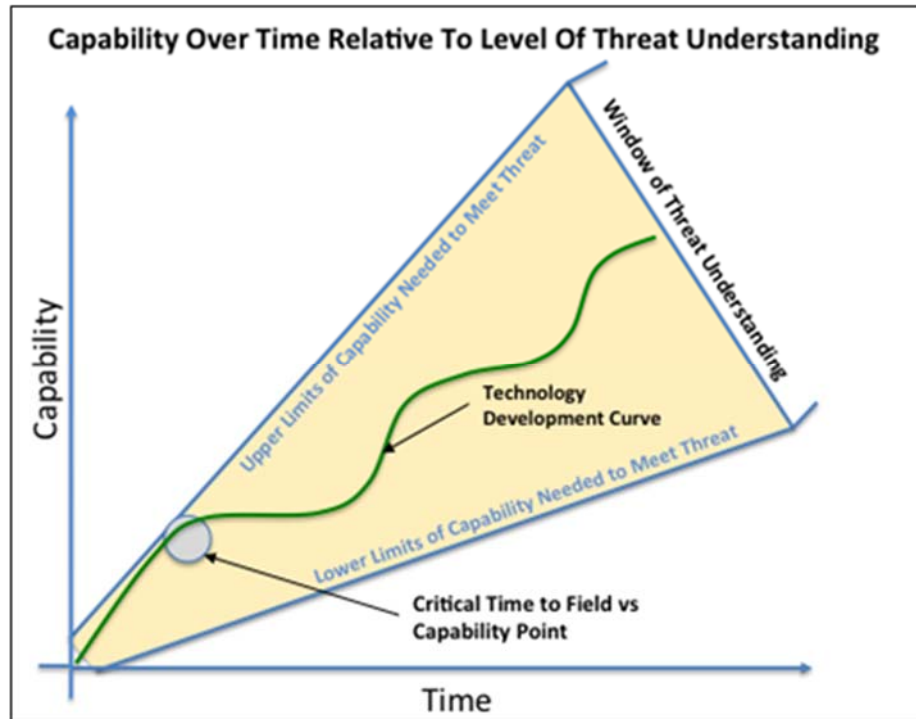 Capability Over Time Relative To Level Of Threat Understanding
Window of Threat Understanding
Upper Limits of Capability Needed to Meet Threat
Capability
Technology
Development Curve
Lower Limits of Capability Needed to Meet Threat
Critical Time to Field vs
Capability Point
Time